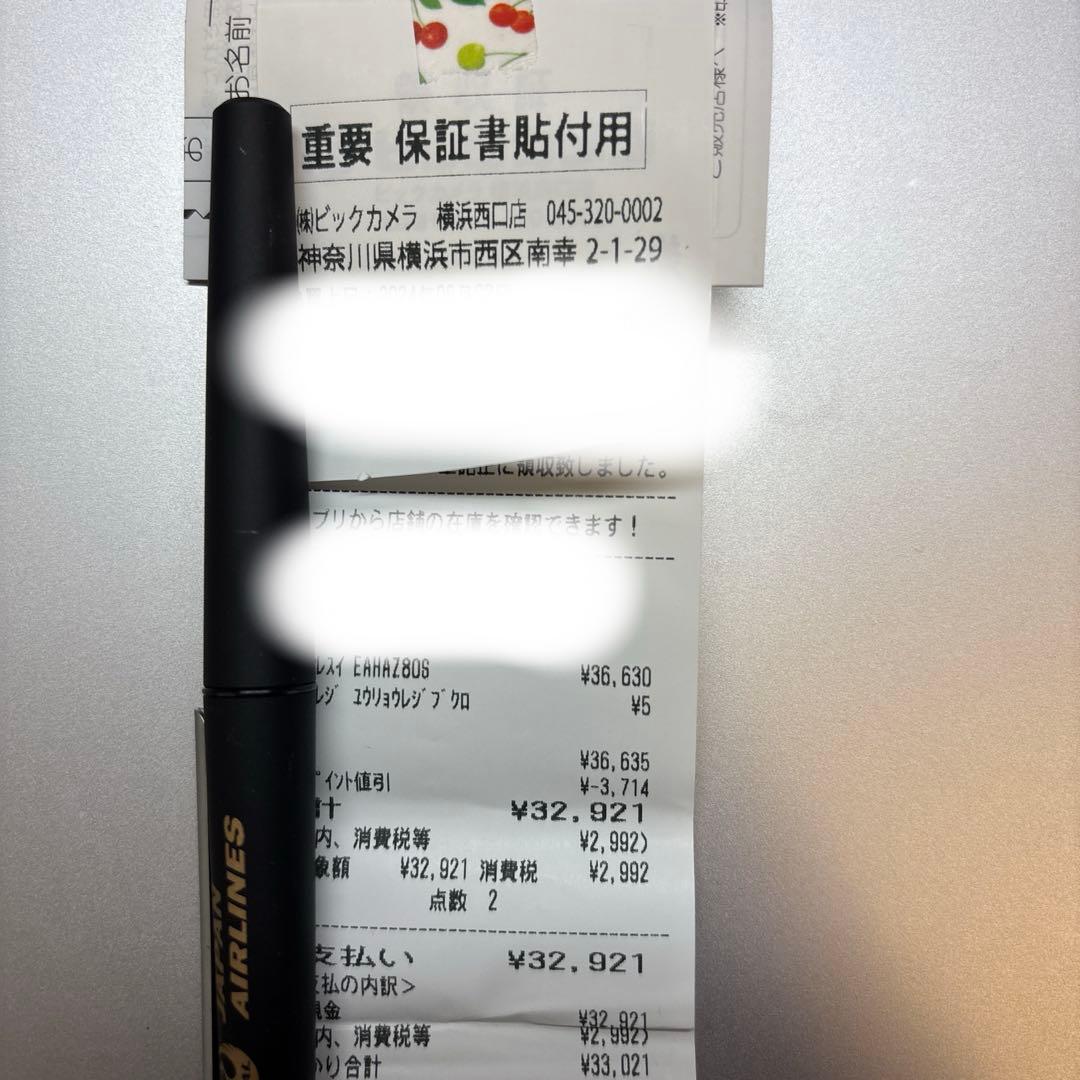 お名前
お
重要 保証書貼付用
(株)ビックカメラ 横浜西口店 045-320-0002
神奈川県横浜市西区南幸 2-1-29
領収致しました。
プリから店舗の在庫を確認できます!
レスイ EAHAZ80S ¥36,630
レジ ユウリョウレジブクロ ¥5
¥36,635
ポイント値引 ¥-3,714
計 ¥32,921
内、消費税等 ¥2,992)
象額 ¥32,921 消費税 ¥2,992
点数 2
支払い ¥32,921
支払の内訳>
現金 ¥32,921
内、消費税等 ¥2,992)
かり合計 ¥33,021
JAPAN
AIRLINES